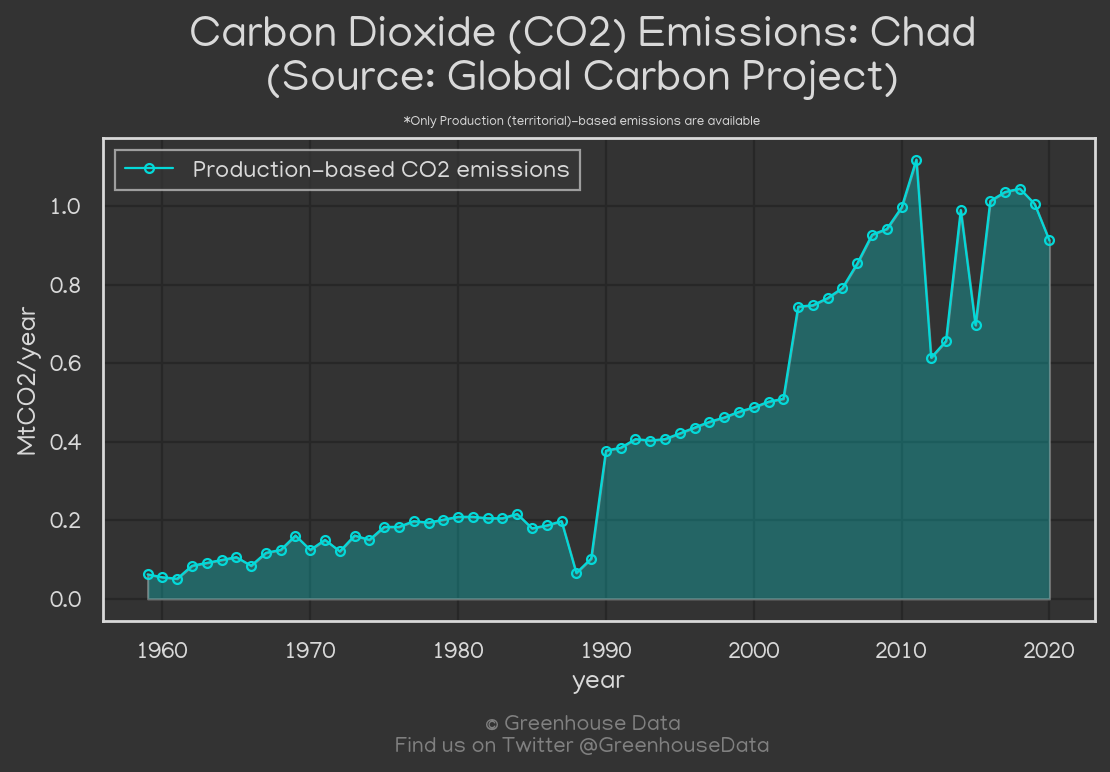 Carbon Dioxide (CO2) Emissions: Chad
(Source: Global Carbon Project)
*Only Production (territorial)-based emissions are available
Production-based CO2 emissions
MtCO2/year
1.0
0.8
0.6
0.4
0.2
0.0
1960 1970 1980 1990 2000 2010 2020
year
© Greenhouse Data
Find us on Twitter @GreenhouseData